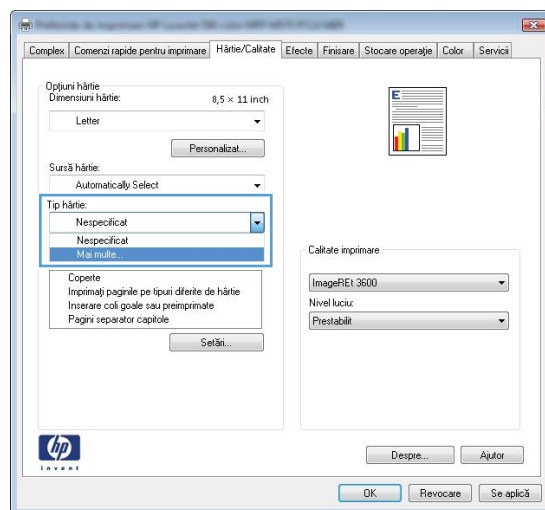 Complex Comenzi rapide pentru imprimare Hârtie/Calitate Efecte Finisare Stocare operaţie Color Servicii
Opţiuni hârtie
Dimensiuni hârtie: 8,5 × 11 inch
Letter
Personalizat...
Sursă hârtie:
Automatically Select
Tip hârtie:
Nespecificat
Nespecificat
Mai multe...
Coperte
Imprimaţi paginile pe tipuri diferite de hârtie
Inserare coli goale sau preimprimate
Pagini separator capitole
Setări...
E
Calitate imprimare
ImageREt 3600
Nivel luciu:
Prestabilit
hp
invent
Despre... Ajutor
OK Revocare Se aplică